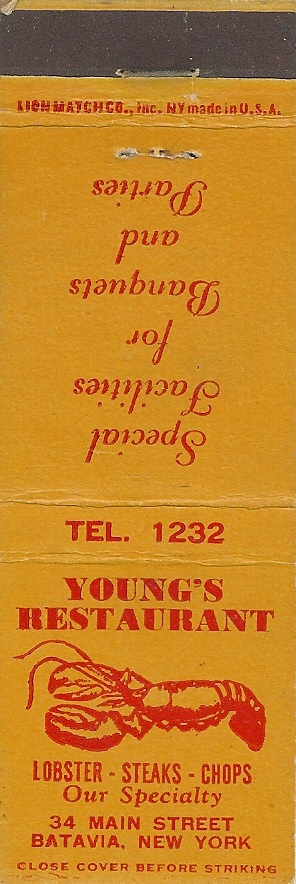 LION MATCH CO., Inc. NY made in U.S.A.
Special
Facilities
for
Banquets
and
Parties
TEL. 1232
YOUNG'S
RESTAURANT
LOBSTER - STEAKS - CHOPS
Our Specialty
34 MAIN STREET
BATAVIA, NEW YORK
CLOSE COVER BEFORE STRIKING